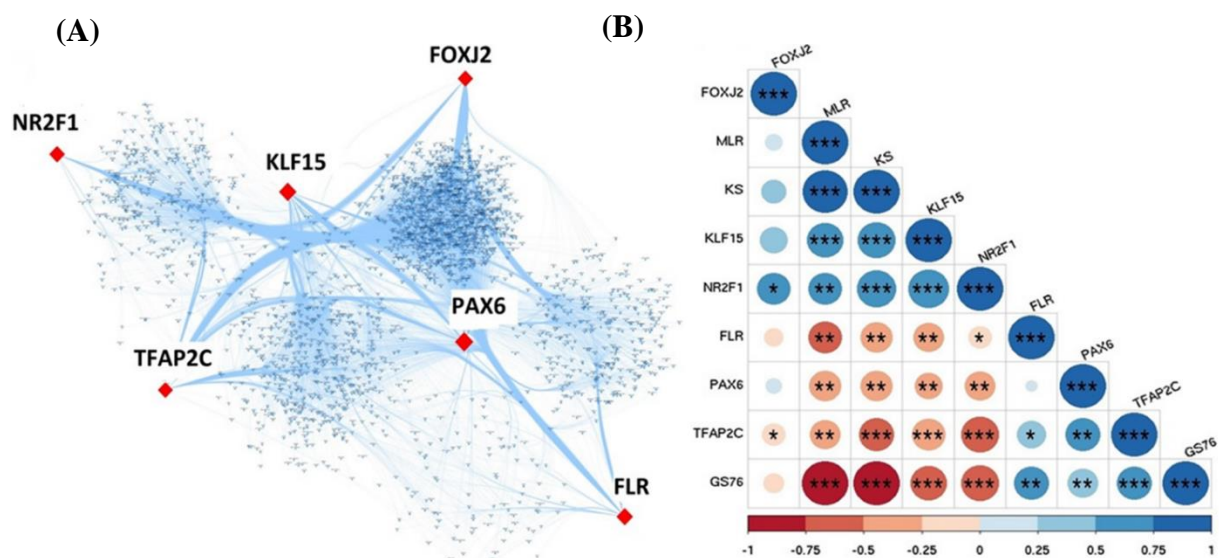 (A)
(B)
FOXJ2
NR2F1
KLF15
PAX6
TFAP2C
FLR
FOXJ2
MLR
KS
KLF15
NR2F1
FLR
PAX6
TFAP2C
GS76
FOXJ2 ***
MLR ***
KS *** ***
KLF15 *** *** ***
NR2F1 * ** *** *** ***
FLR ** ** ** * ***
PAX6 ** ** ** ** ***
TFAP2C * ** *** *** *** * ** ***
GS76 *** *** *** *** ** ** *** ***
-1 -0.75 -0.5 -0.25 0 0.25 0.5 0.75 1